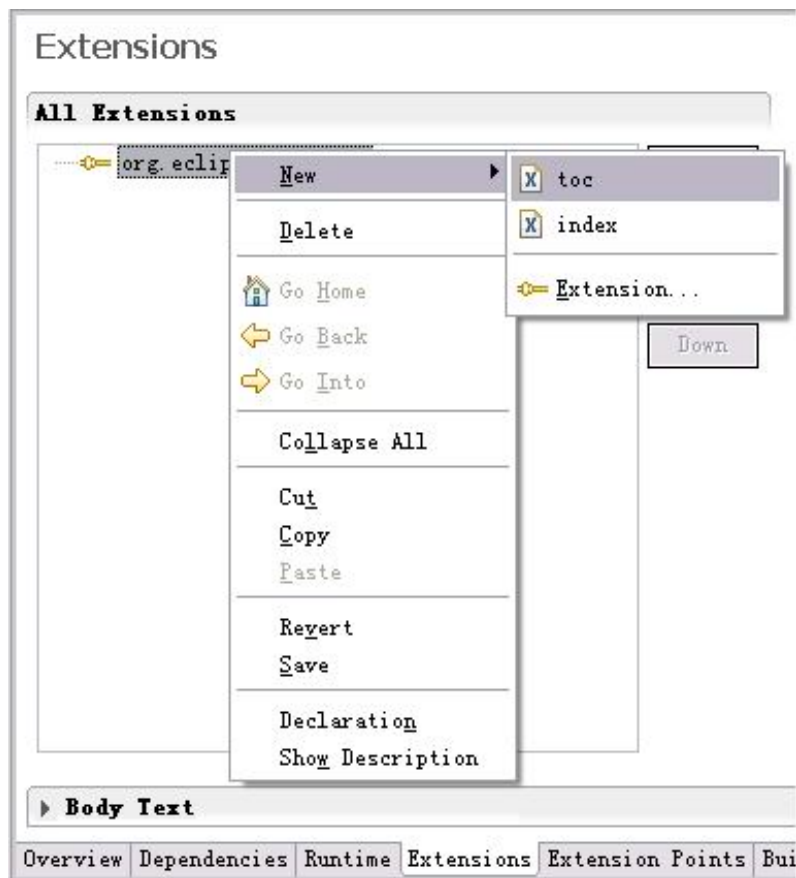 Extensions
All Extensions
org.eclip
New
toc
Delete
index
Go Home
Extension...
Go Back
Down
Go Into
Collapse All
Cut
Copy
Paste
Revert
Save
Declaration
Show Description
Body Text
Overview Dependencies Runtime Extensions Extension Points Bui